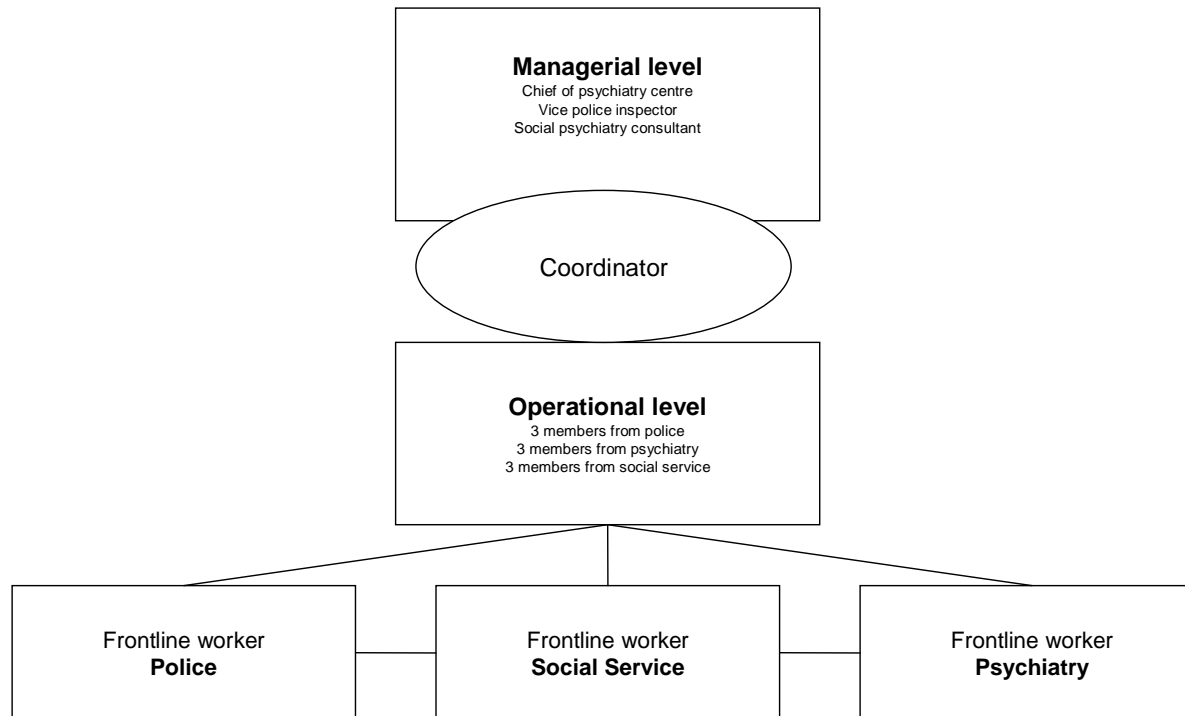 Managerial level
Chief of psychiatry centre
Vice police inspector
Social psychiatry consultant
Coordinator
Operational level
3 members from police
3 members from psychiatry
3 members from social service
Frontline worker
Police
Frontline worker
Social Service
Frontline worker
Psychiatry